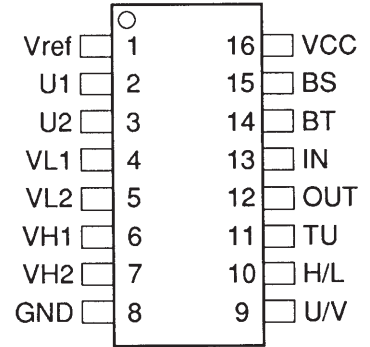 Vref 1 16 VCC
U1 2 15 BS
U2 3 14 BT
VL1 4 13 IN
VL2 5 12 OUT
VH1 6 11 TU
VH2 7 10 H/L
GND 8 9 U/V